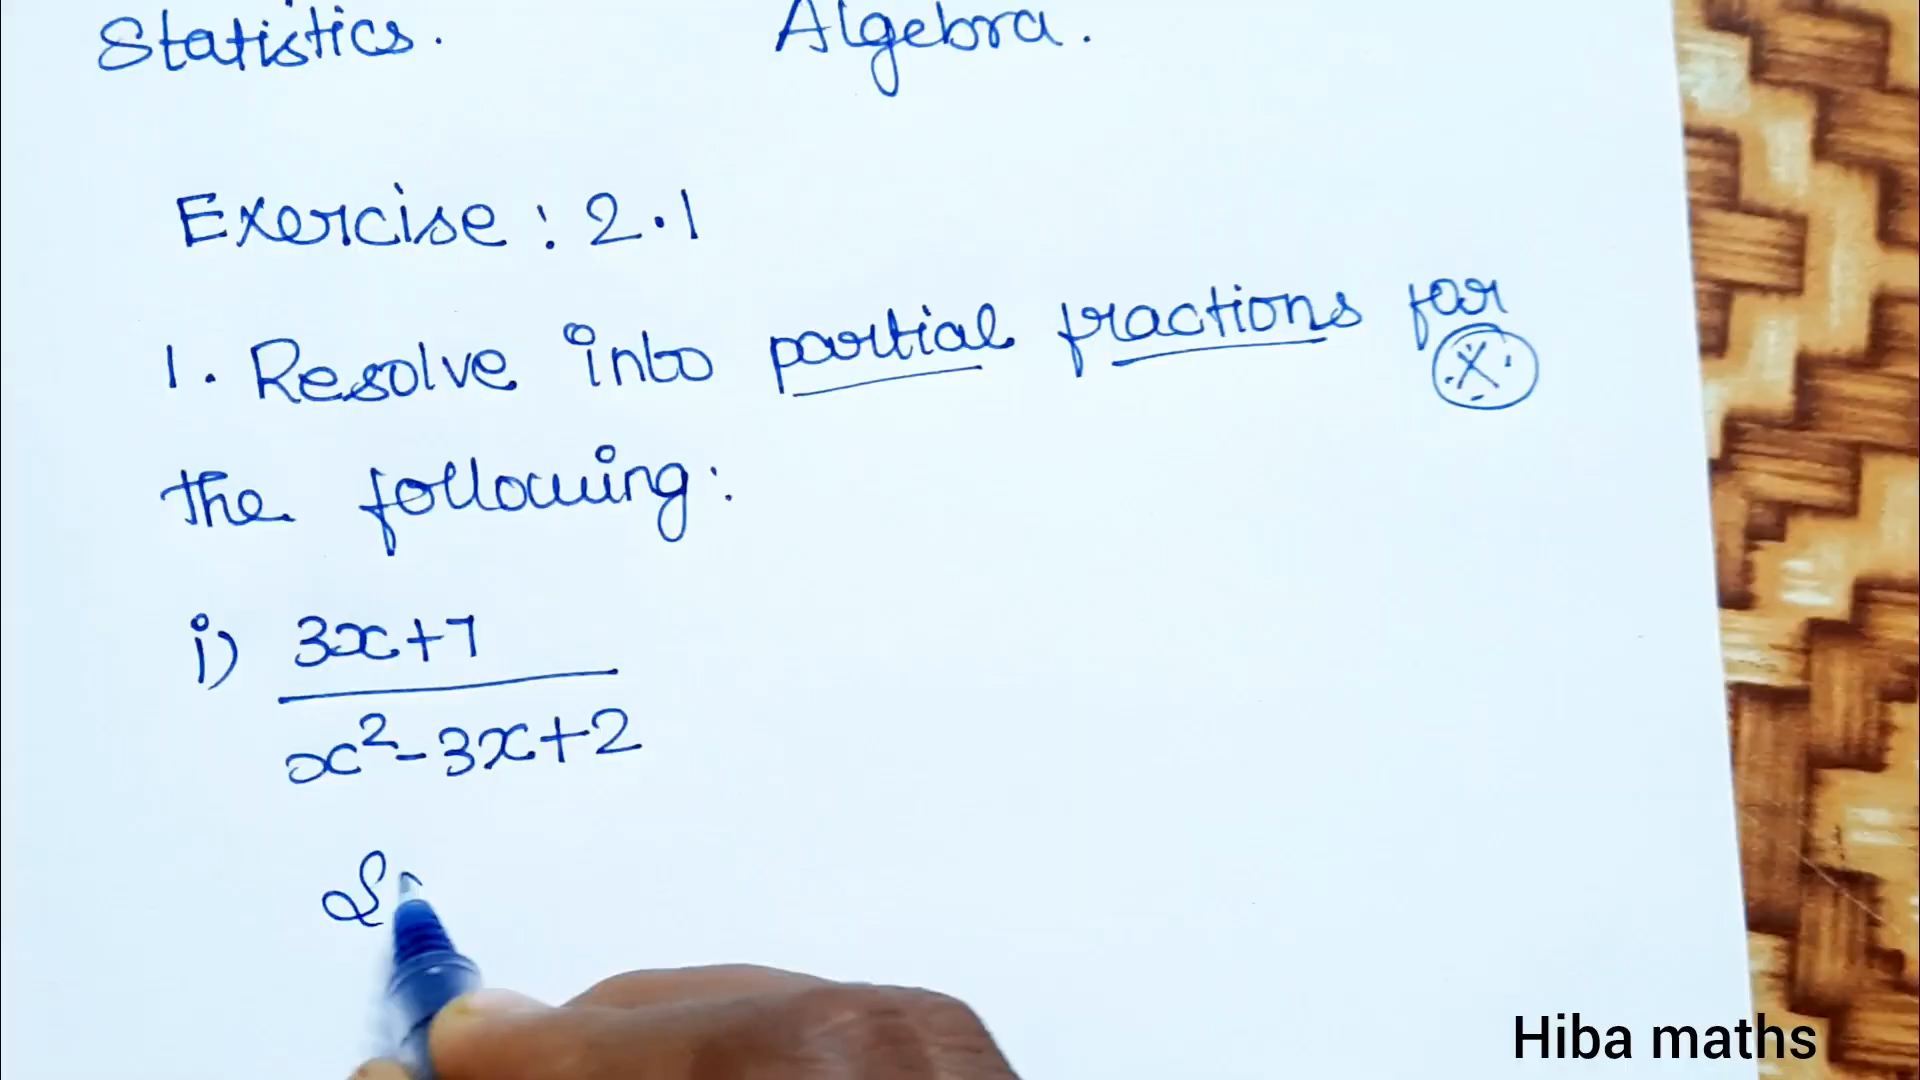 Statistics. Algebra.
Exercise : 2.1
1. Resolve into partial fractions for
the following:
i) 3x+7
x²-3x+2
Hiba maths